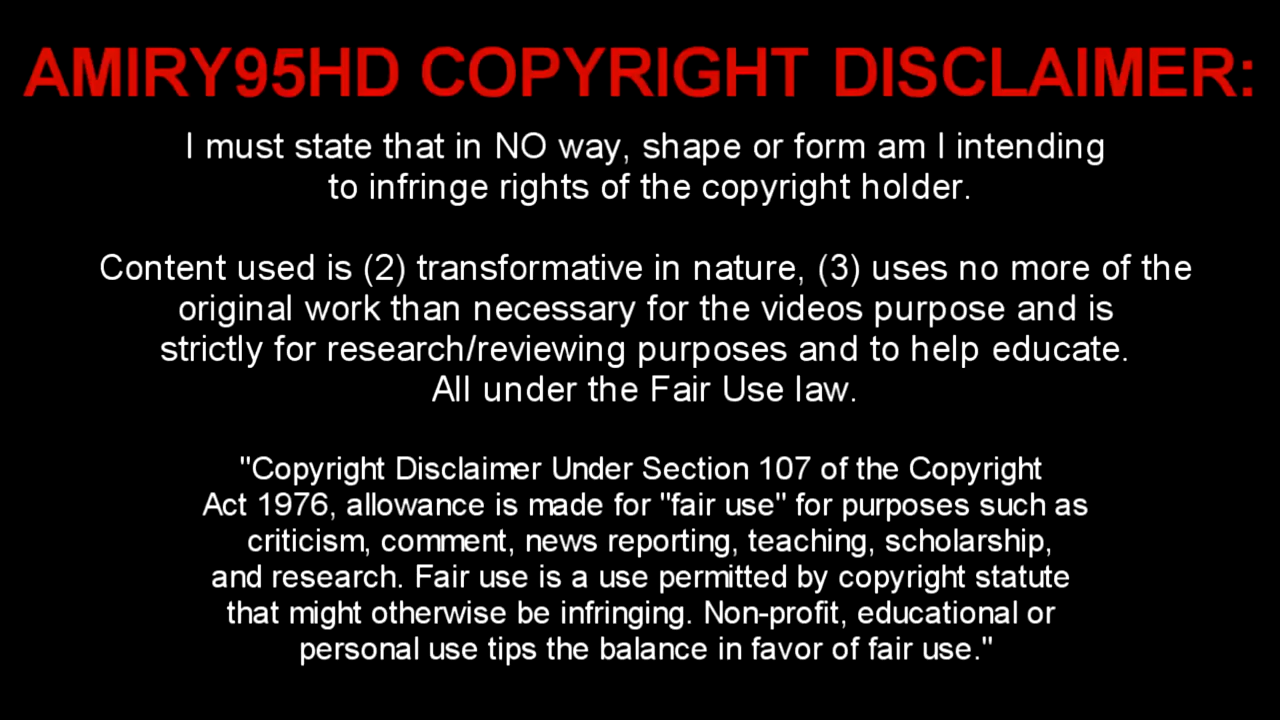 AMIRY95HD COPYRIGHT DISCLAIMER:
I must state that in NO way, shape or form am I intending
to infringe rights of the copyright holder.
Content used is (2) transformative in nature, (3) uses no more of the
original work than necessary for the videos purpose and is
strictly for research/reviewing purposes and to help educate.
All under the Fair Use law.
"Copyright Disclaimer Under Section 107 of the Copyright
Act 1976, allowance is made for "fair use" for purposes such as
criticism, comment, news reporting, teaching, scholarship,
and research. Fair use is a use permitted by copyright statute
that might otherwise be infringing. Non-profit, educational or
personal use tips the balance in favor of fair use."